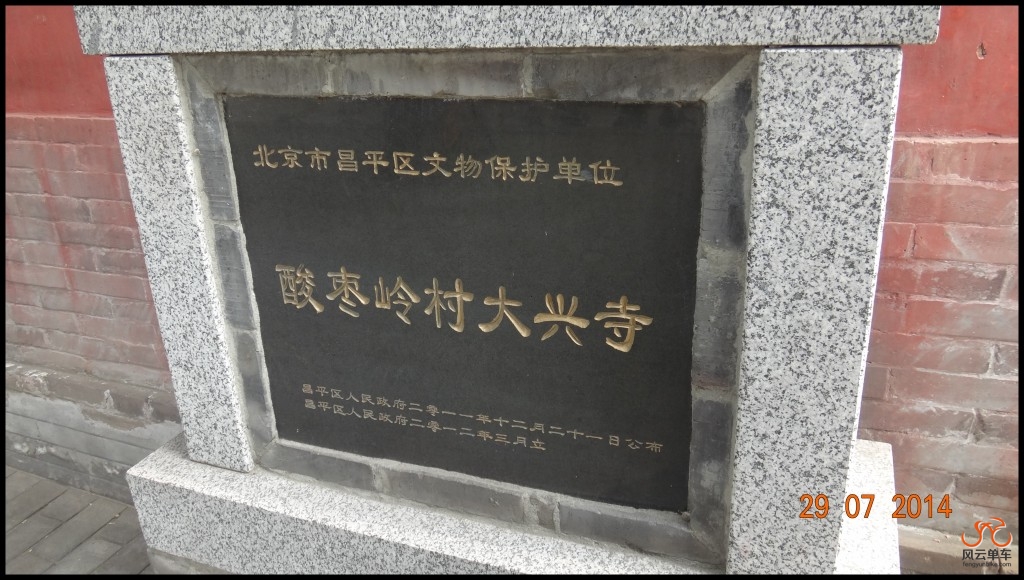 北京市昌平区文物保护单位
酸枣岭村大兴寺
昌平区人民政府二零一一年十二月二十一日公布
昌平区人民政府二零一二年三月立
29 07 2014
风云单车
fengyunbike.com